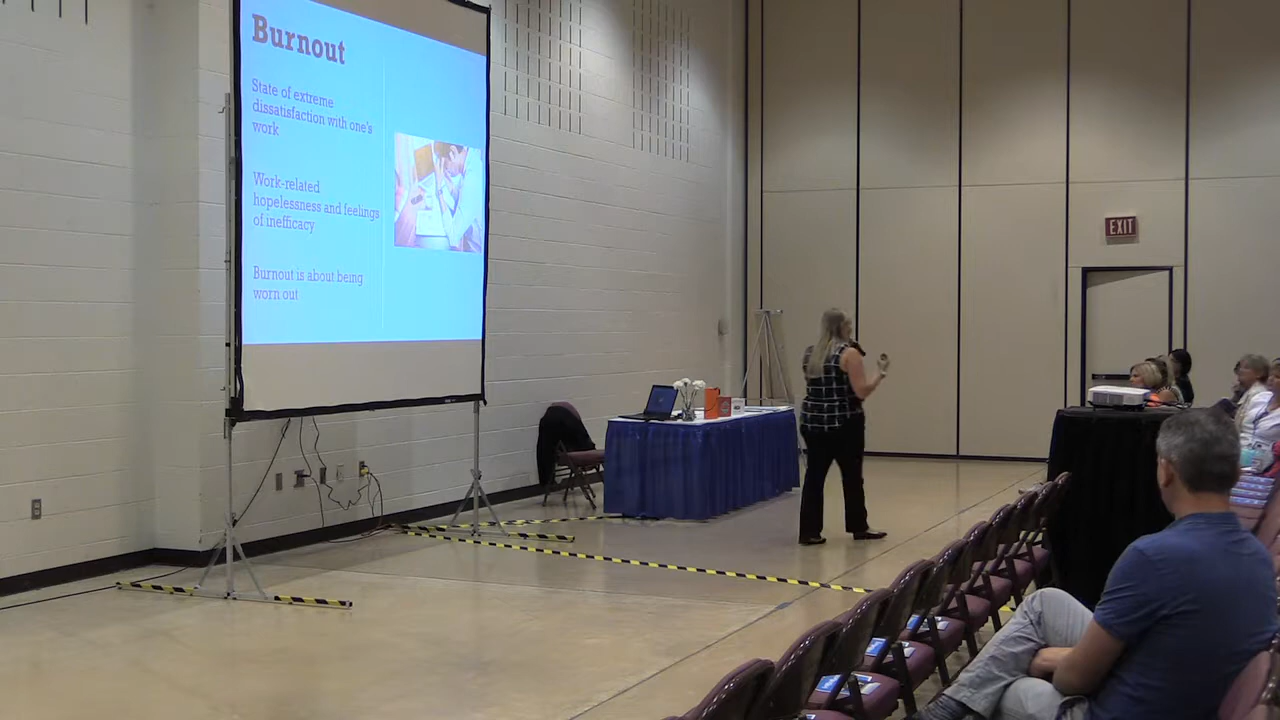 Burnout
State of extreme
dissatisfaction with one's
work
Work-related
hopelessness and feelings
of inefficacy
Burnout is about being
worn out
EXIT